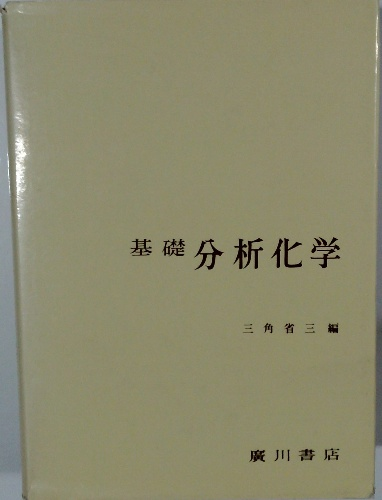 基礎 分析化学
三角省三編
廣川書店